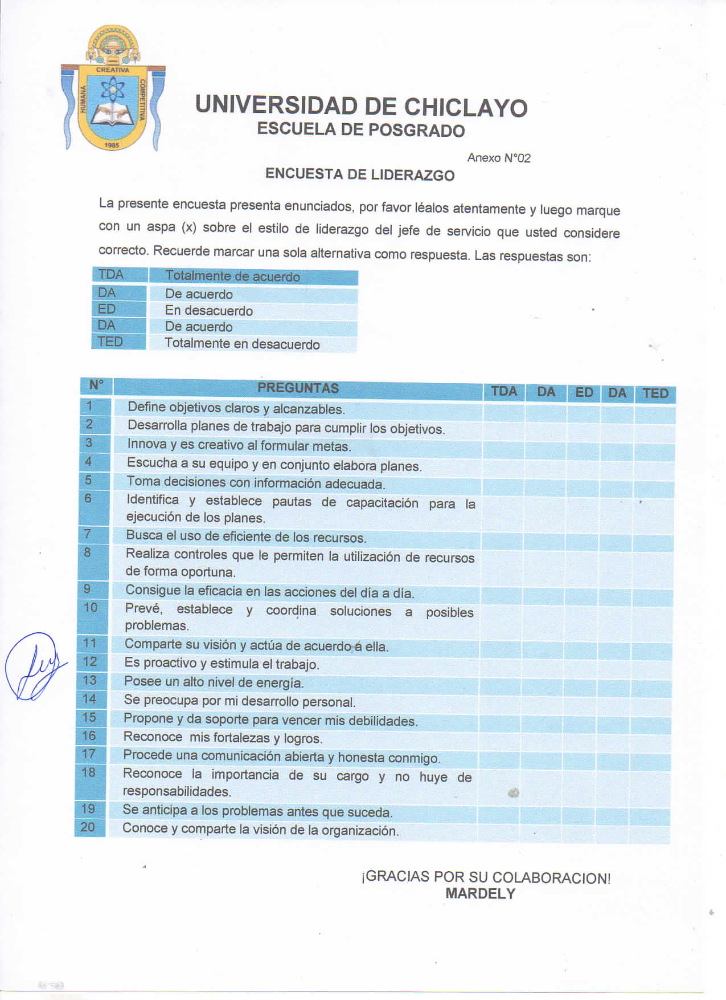 CREATIVA
HUMANA
COMPETITIVA
1985
UNIVERSIDAD DE CHICLAYO
ESCUELA DE POSGRADO
Anexo N°02
ENCUESTA DE LIDERAZGO
La presente encuesta presenta enunciados, por favor léalos atentamente y luego marque
con un aspa (x) sobre el estilo de liderazgo del jefe de servicio que usted considere
correcto. Recuerde marcar una sola alternativa como respuesta. Las respuestas son:
TDA Totalmente de acuerdo
DA De acuerdo
ED En desacuerdo
DA De acuerdo
TED Totalmente en desacuerdo
N° PREGUNTAS TDA DA ED DA TED
1 Define objetivos claros y alcanzables.
2 Desarrolla planes de trabajo para cumplir los objetivos.
3 Innova y es creativo al formular metas.
4 Escucha a su equipo y en conjunto elabora planes.
5 Toma decisiones con información adecuada.
6 Identifica y establece pautas de capacitación para la
ejecución de los planes.
7 Busca el uso de eficiente de los recursos.
8 Realiza controles que le permiten la utilización de recursos
de forma oportuna.
9 Consigue la eficacia en las acciones del día a día.
10 Prevé, establece y coordina soluciones a posibles
problemas.
11 Comparte su visión y actúa de acuerdo a ella.
12 Es proactivo y estimula el trabajo.
13 Posee un alto nivel de energía.
14 Se preocupa por mi desarrollo personal.
15 Propone y da soporte para vencer mis debilidades.
16 Reconoce mis fortalezas y logros.
17 Procede una comunicación abierta y honesta conmigo.
18 Reconoce la importancia de su cargo y no huye de
responsabilidades.
19 Se anticipa a los problemas antes que suceda.
20 Conoce y comparte la visión de la organización.
¡GRACIAS POR SU COLABORACION!
MARDELY